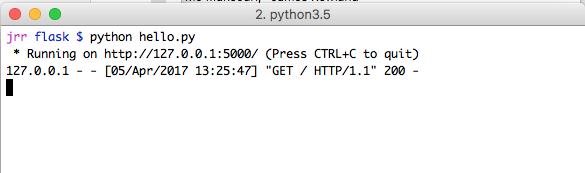 2. python3.5
jrr flask $ python hello.py
 * Running on http://127.0.0.1:5000/ (Press CTRL+C to quit)
127.0.0.1 - - [05/Apr/2017 13:25:47] "GET / HTTP/1.1" 200 -